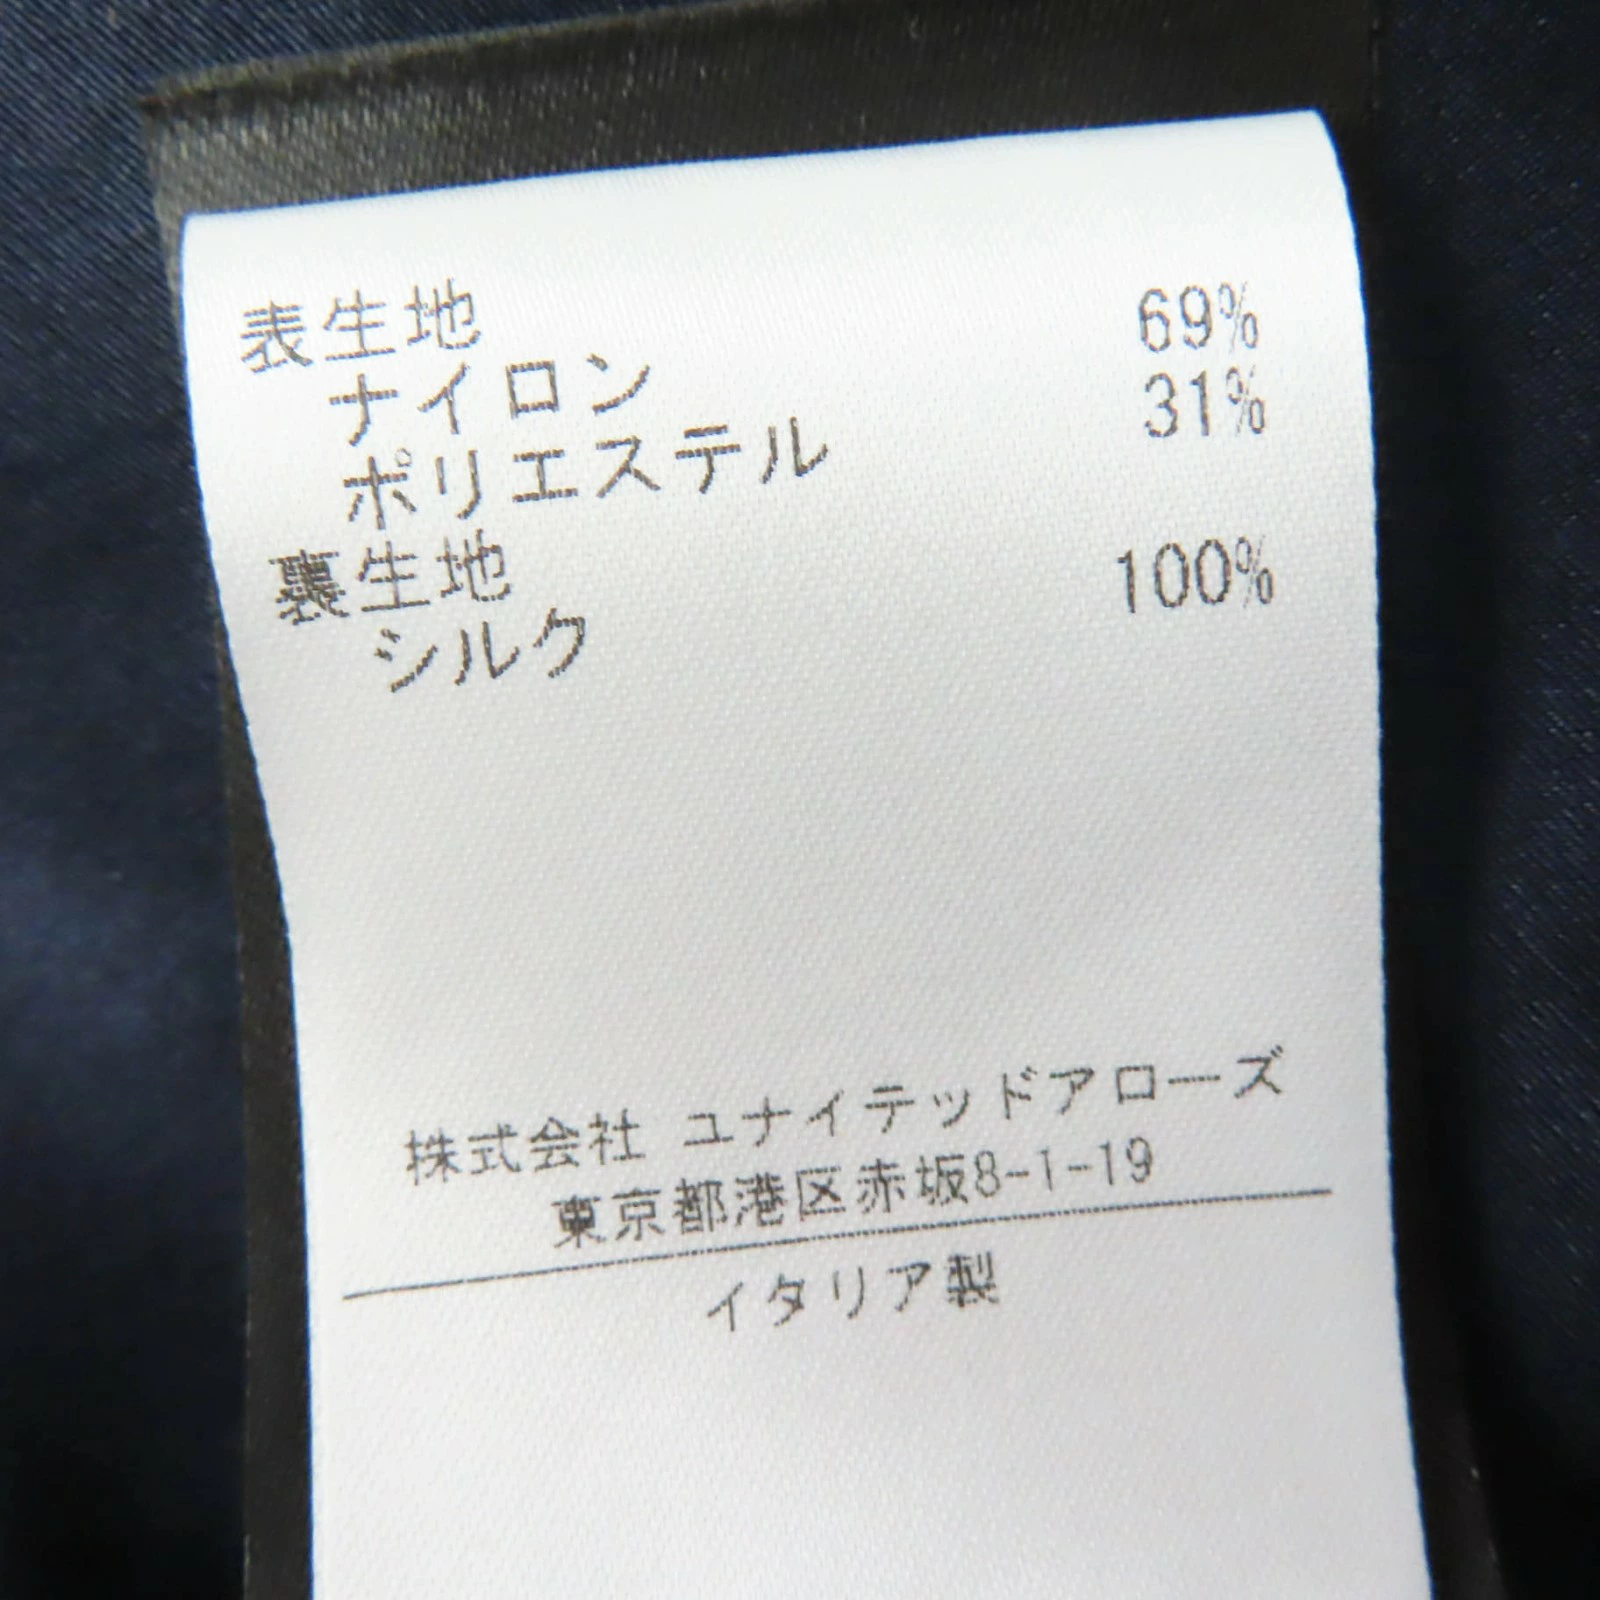 表生地
ナイロン 69%
ポリエステル 31%
裏生地
シルク 100%
株式会社 ユナイテッドアローズ
東京都港区赤坂8-1-19
イタリア製